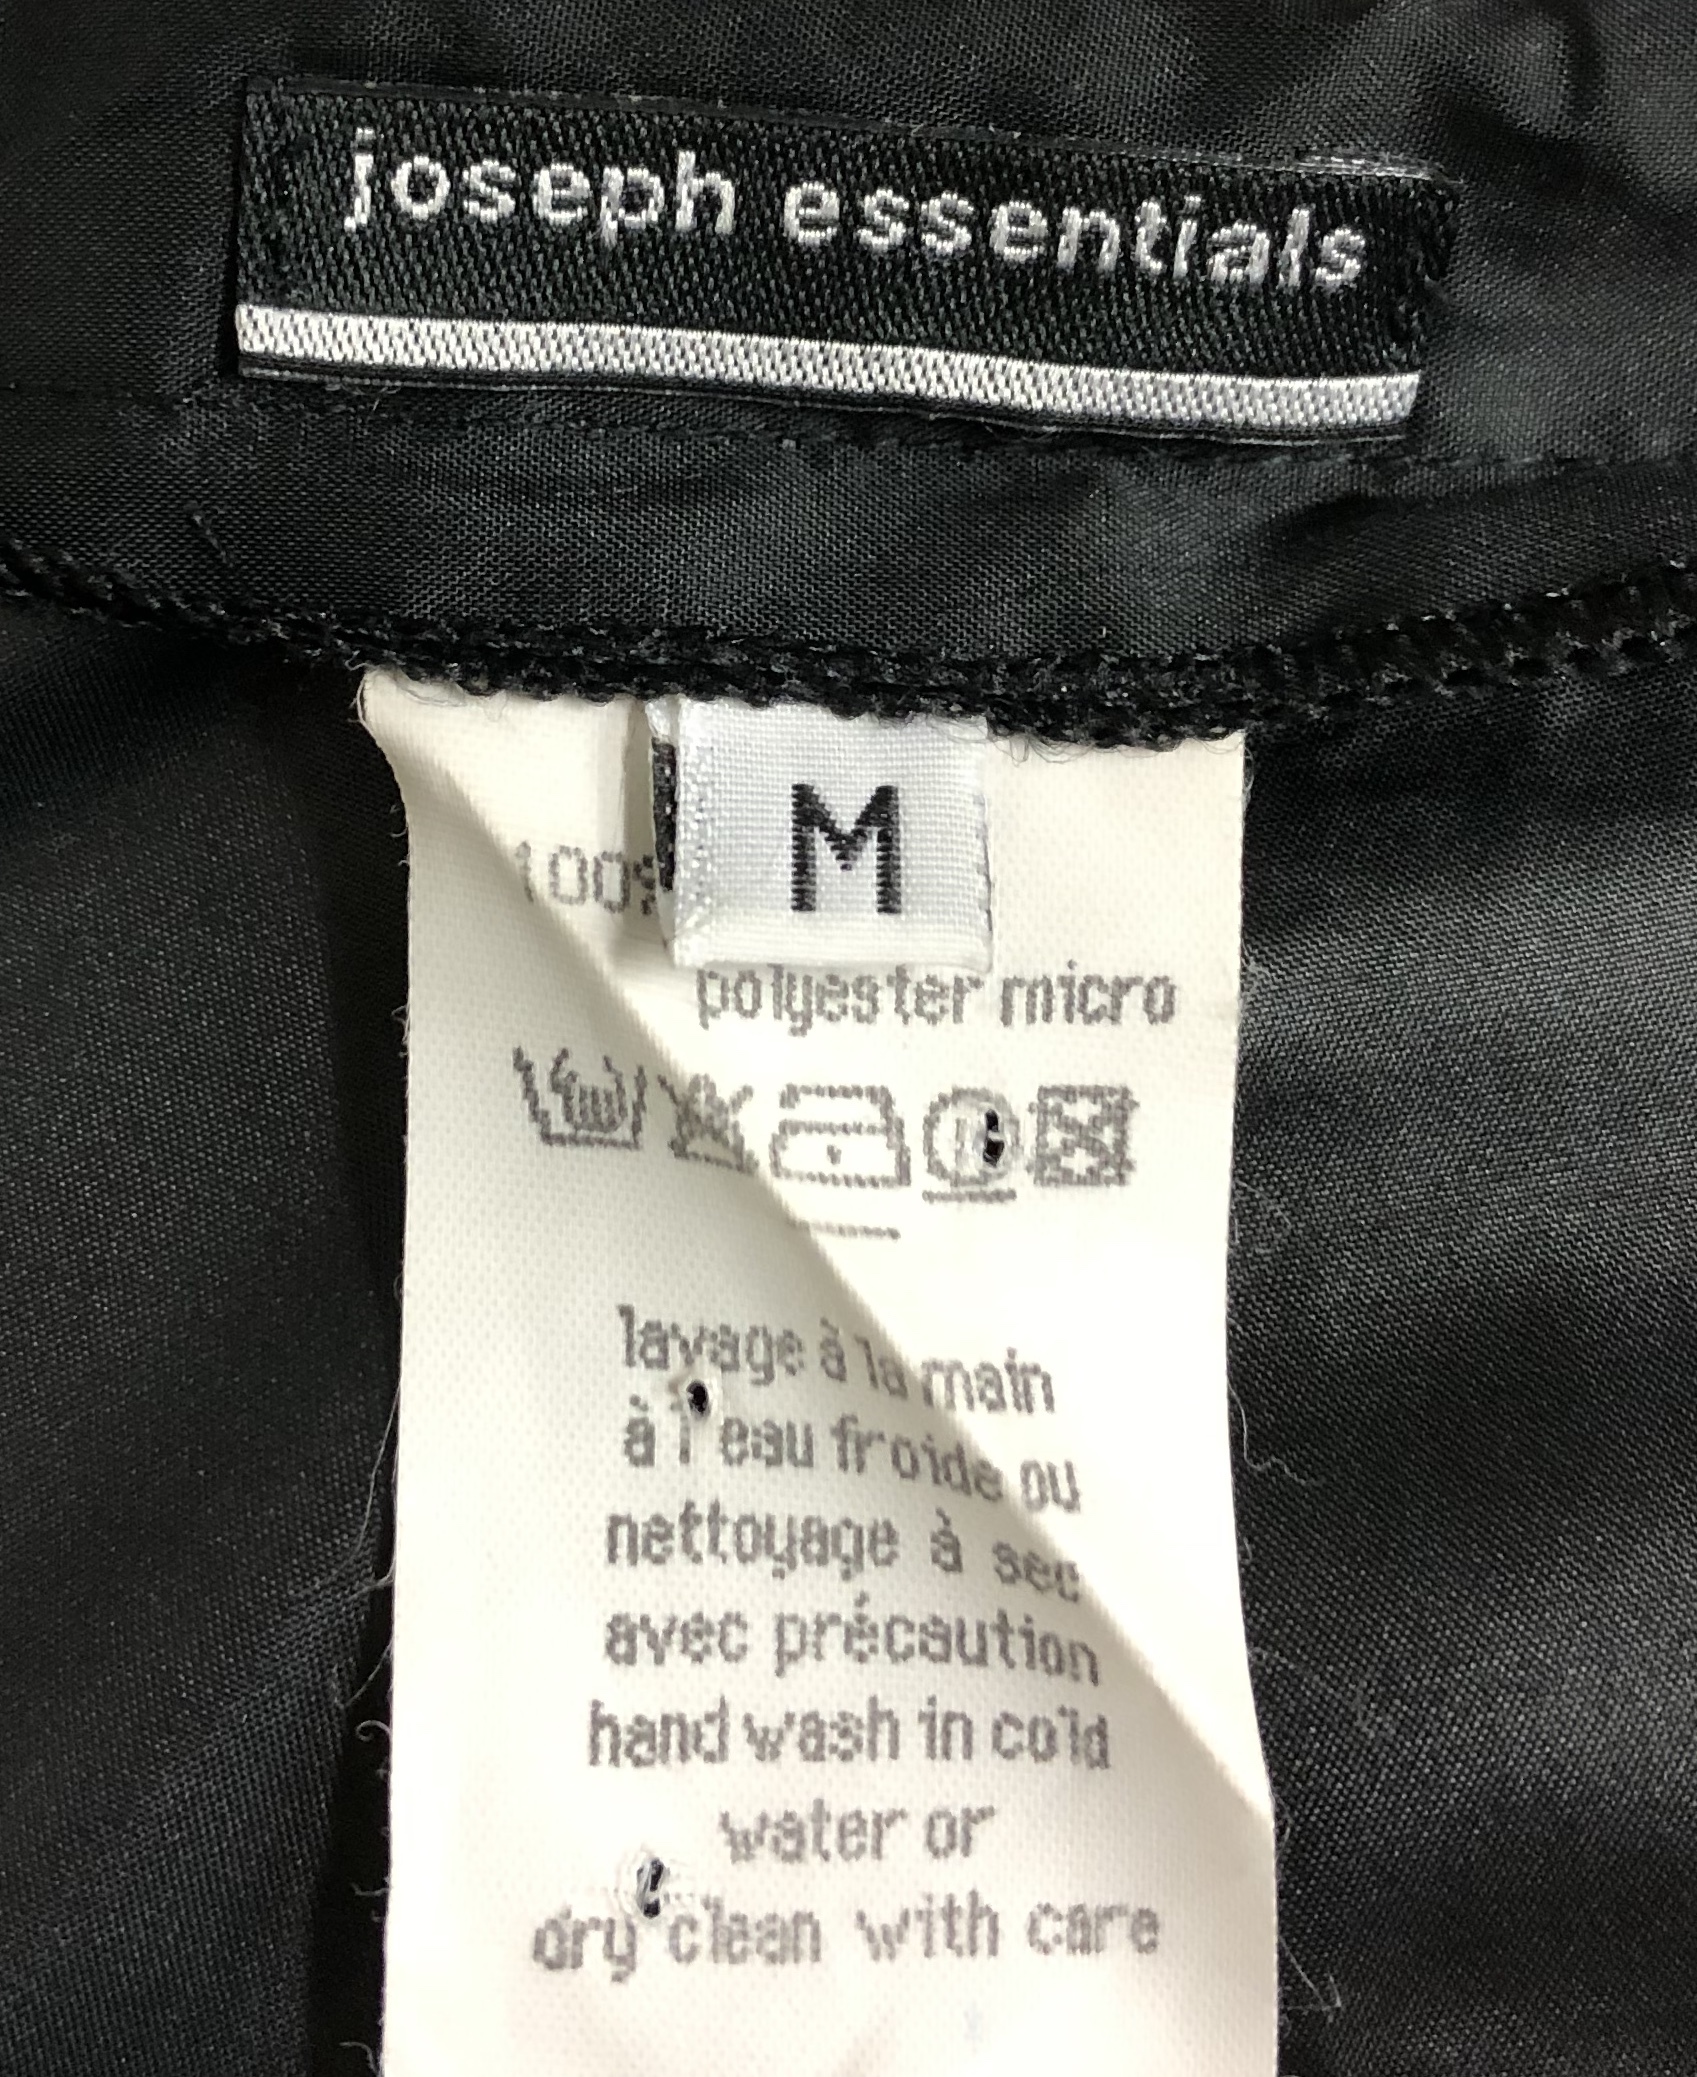 joseph essentials
M
100%
polyester micro
lavage à la main
à l'eau froide ou
nettoyage à sec
avec précaution
hand wash in cold
water or
dry clean with care